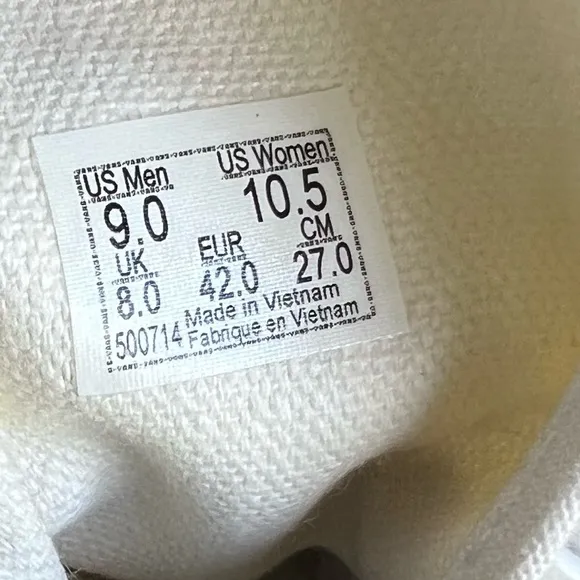 US Men US Women
9.0 10.5
UK EUR CM
8.0 42.0 27.0
500714 Made in Vietnam
Fabrique en Vietnam